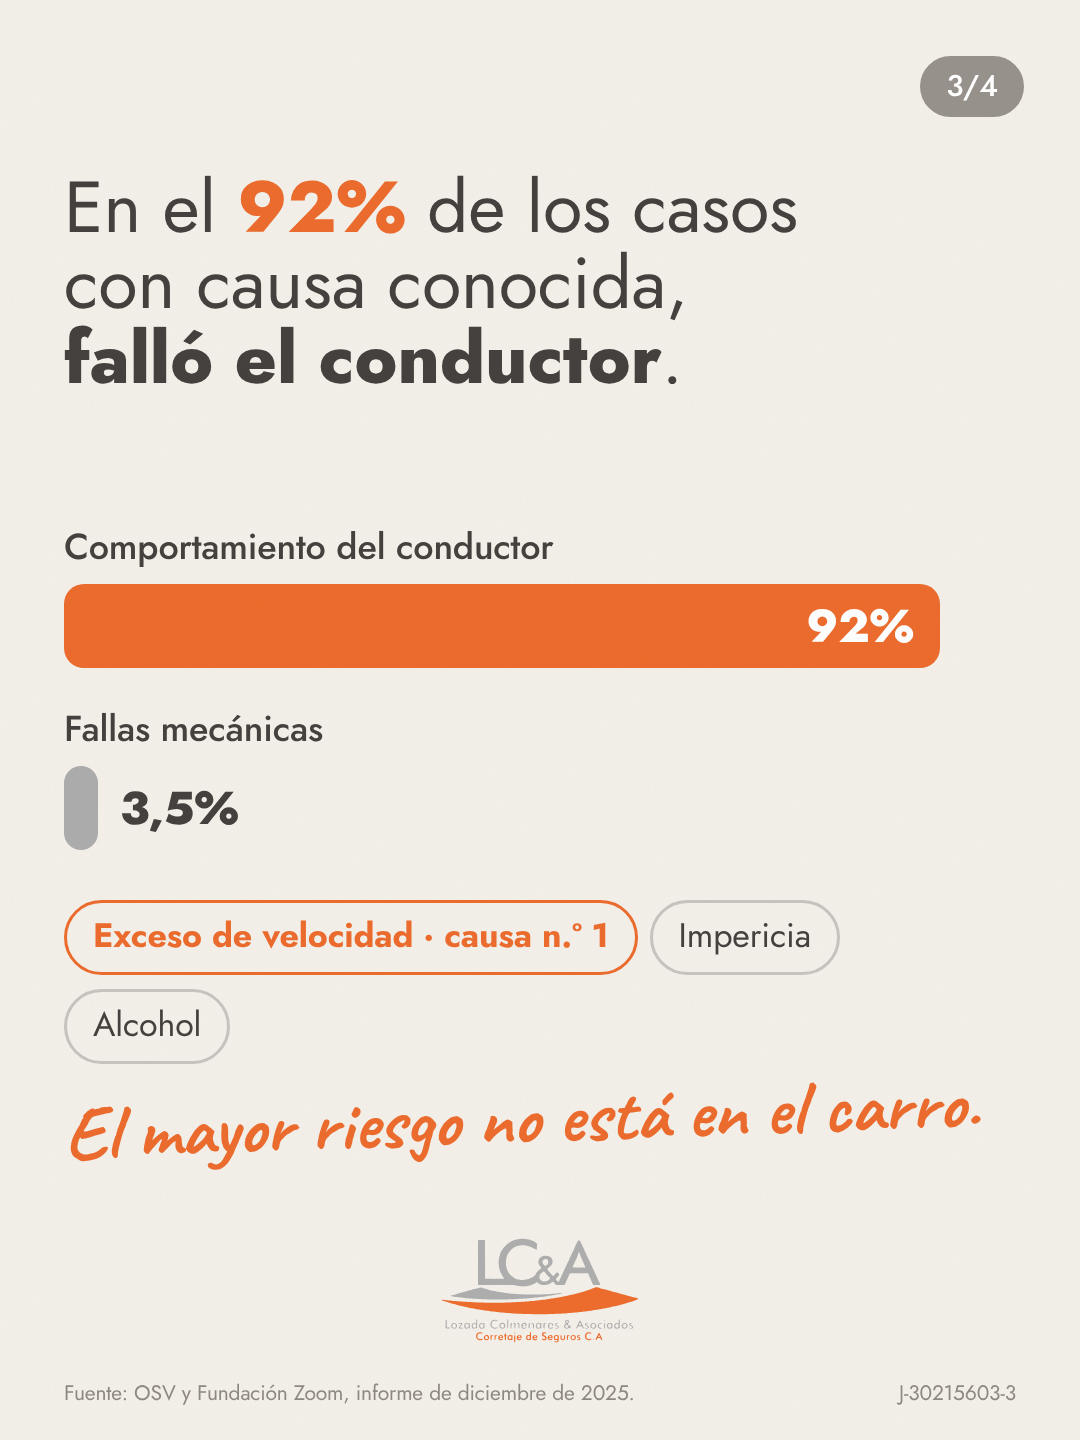 3/4
En el 92% de los casos
con causa conocida,
falló el conductor.
Comportamiento del conductor
92%
Fallas mecánicas
3,5%
Exceso de velocidad · causa n.º 1
Impericia
Alcohol
El mayor riesgo no está en el carro.
LC&A
Lozada Colmenares & Asociados
Corretaje de Seguros C.A
Fuente: OSV y Fundación Zoom, informe de diciembre de 2025.
J-30215603-3